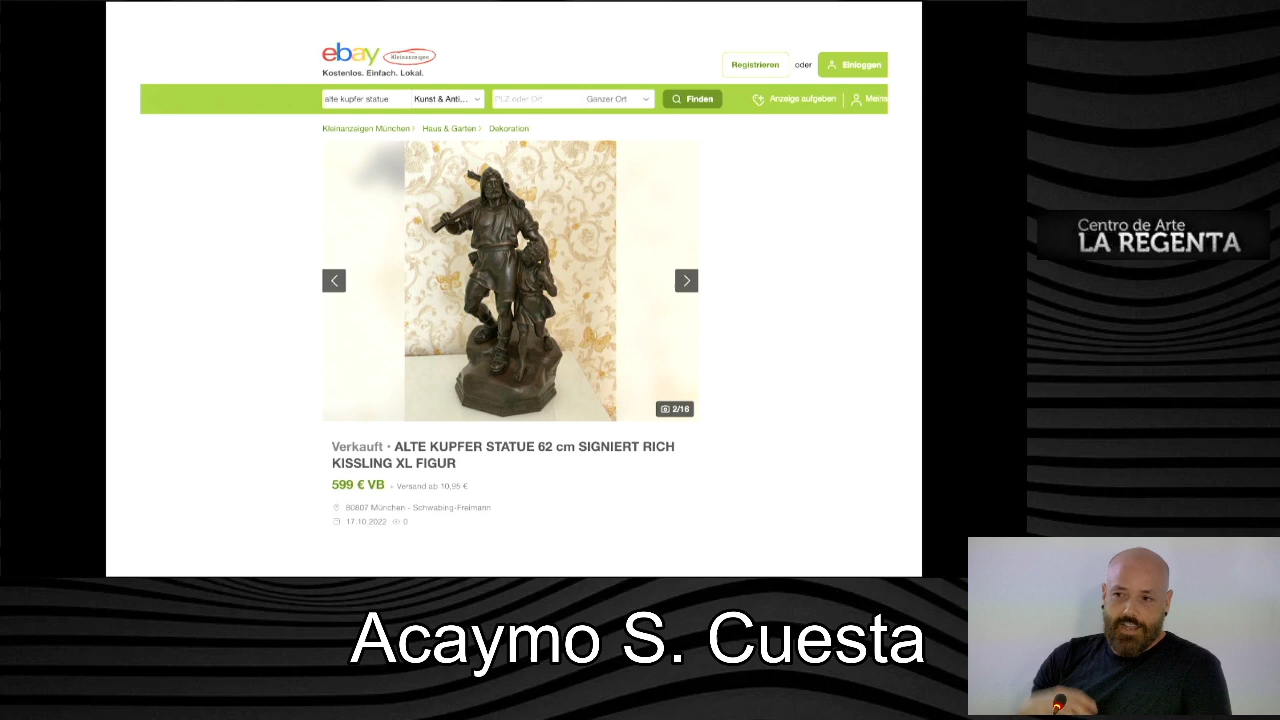 ebay Kleinanzeigen
Kostenlos. Einfach. Lokal.
Registrieren oder Einloggen
alte kupfer statue Kunst & Anti... PLZ oder Ort Ganzer Ort Finden Anzeige aufgeben Meins
Kleinanzeigen München Haus & Garten Dekoration
2/16
Verkauft • ALTE KUPFER STATUE 62 cm SIGNIERT RICH
KISSLING XL FIGUR
599 € VB + Versand ab 10,95 €
80807 München - Schwabing-Freimann
17.10.2022 0
Centro de Arte
LA REGENTA
Acaymo S. Cuesta